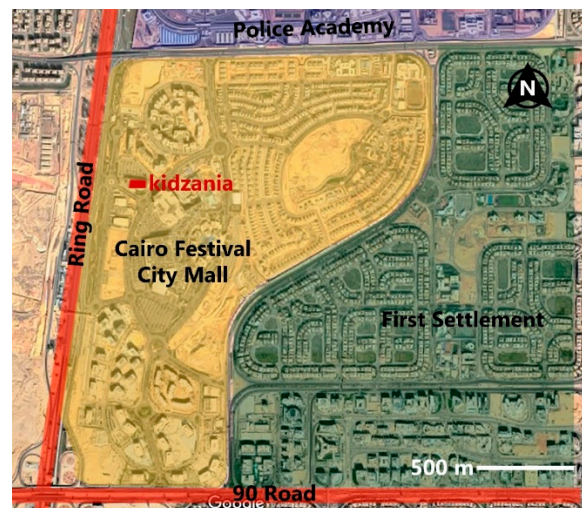 Police Academy
N
Ring Road
kidzania
Cairo Festival
City Mall
First Settlement
500 m
90 Road
Google